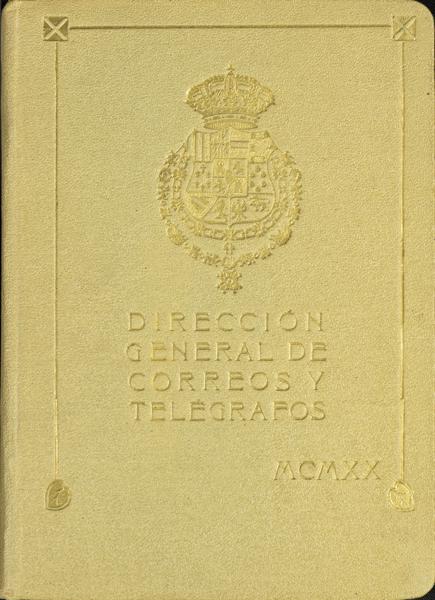 DIRECCIÓN
GENERAL DE
CORREOS Y
TELÉGRAFOS
MCMXX